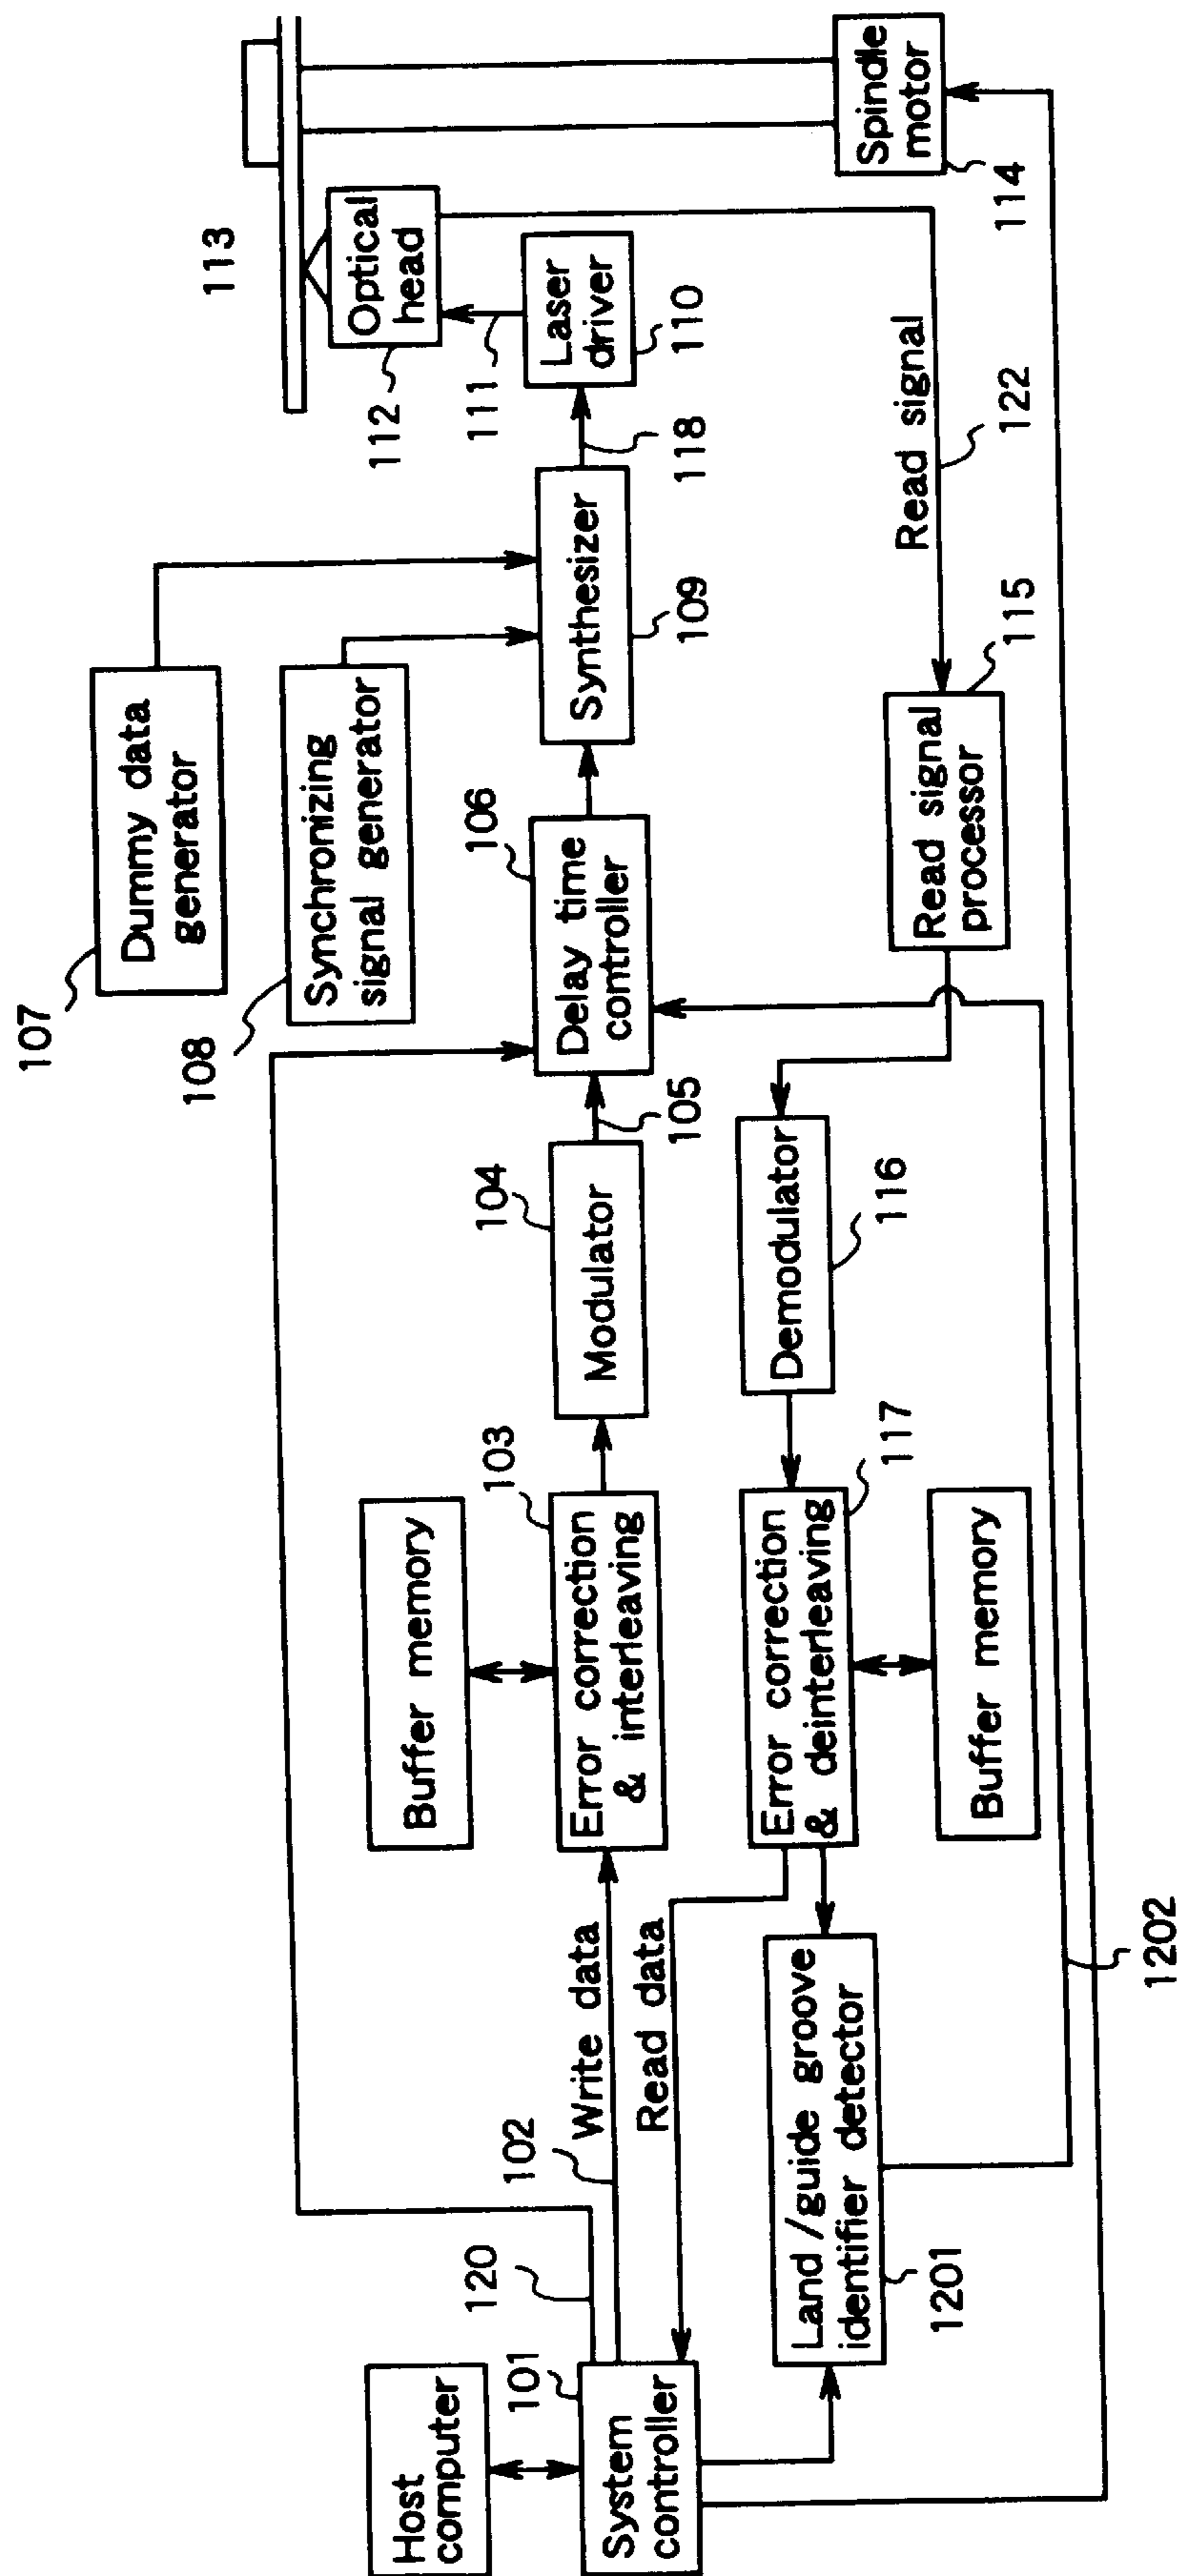 107
Dummy data
generator
108
Synchronizing
signal generator
113
Optical
head
112
111
Laser
driver
110
118
Synthesizer
109
106
Delay time
controller
105
104
Modulator
103
Error correction
& interleaving
Buffer memory
Write data
102
120
Host
computer
101
System
controller
Read data
Land/guide groove
identifier detector
1201
Error correction
& deinterleaving
117
Buffer memory
Demodulator
116
Read signal
processor
115
Read signal
122
Spindle
motor
114
1202